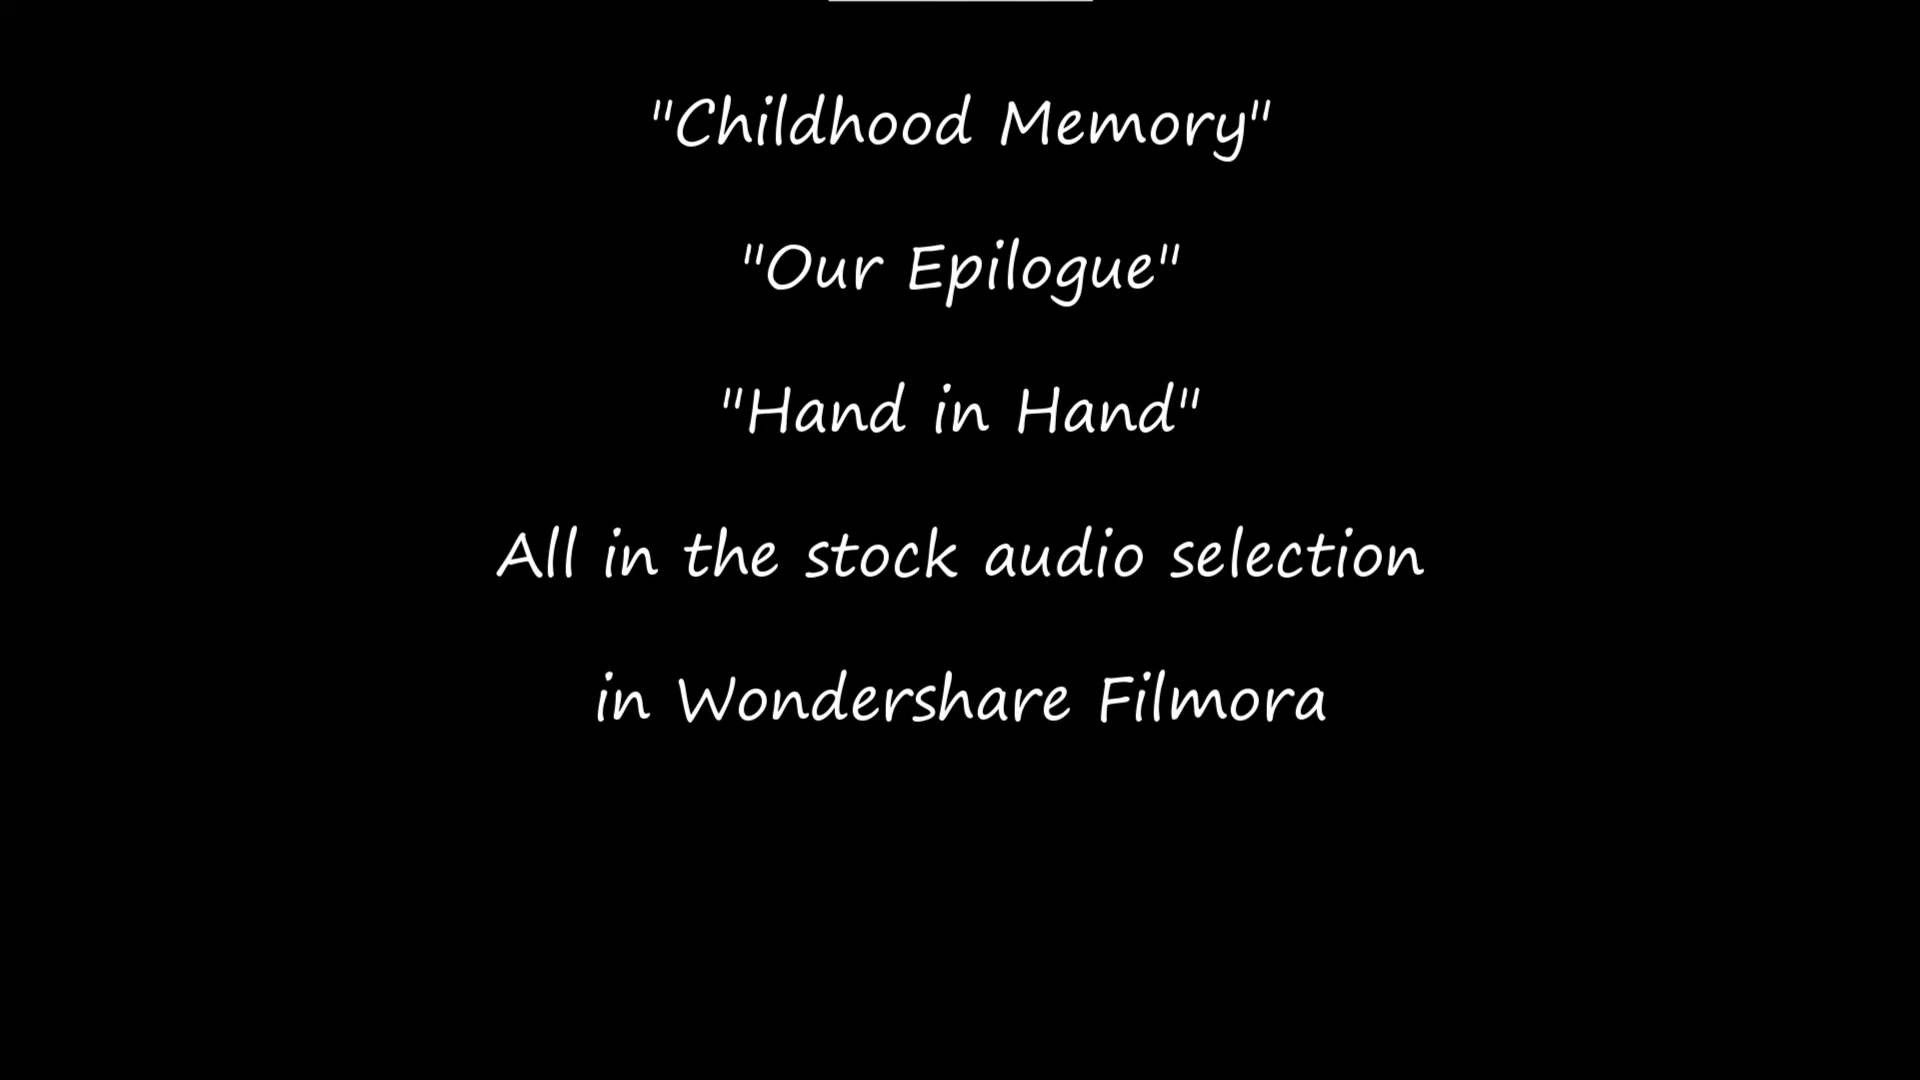 "Childhood Memory"
"Our Epilogue"
"Hand in Hand"
All in the stock audio selection
in Wondershare Filmora